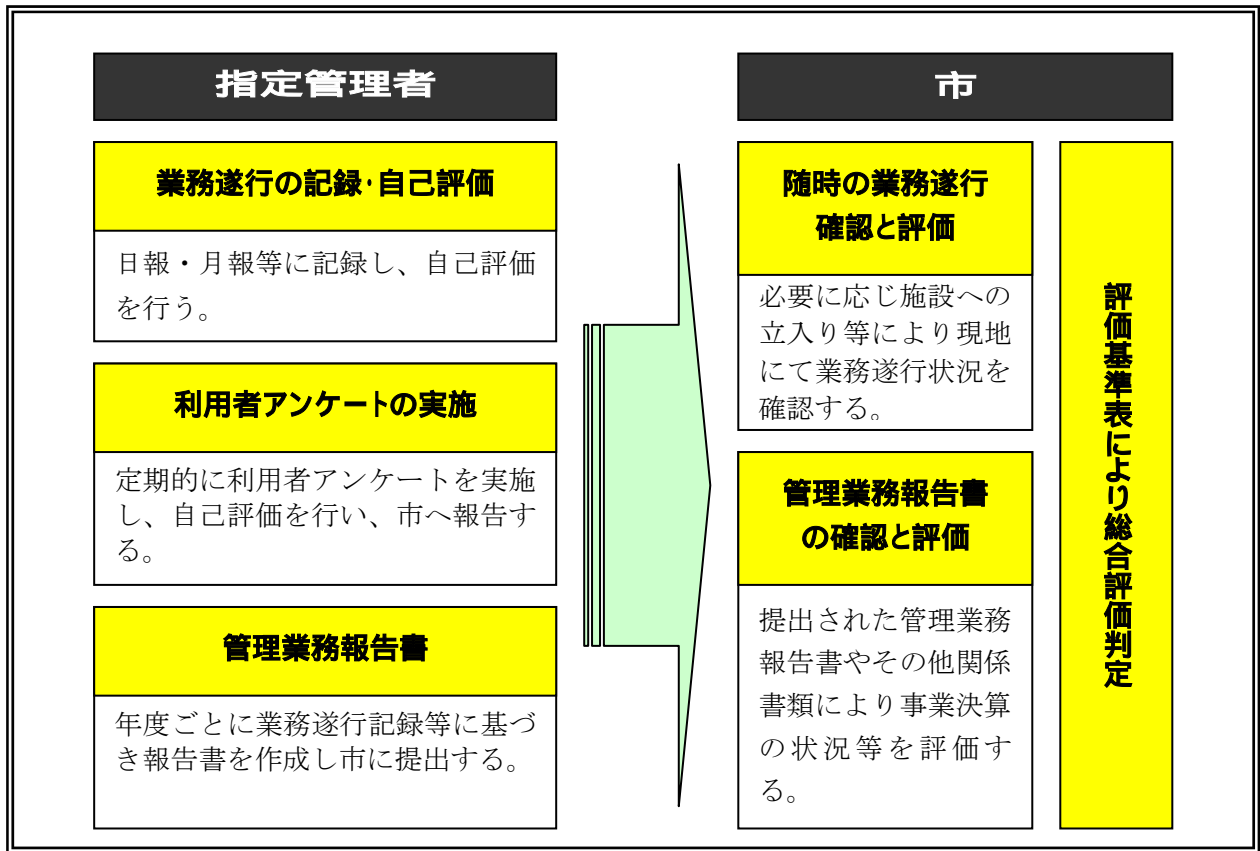 指定管理者
業務遂行の記録･自己評価
日報・月報等に記録し、自己評価
を行う。
利用者アンケートの実施
定期的に利用者アンケートを実施
し、自己評価を行い、市へ報告す
る。
管理業務報告書
年度ごとに業務遂行記録等に基づ
き報告書を作成し市に提出する。
市
随時の業務遂行
確認と評価
必要に応じ施設への
立入り等により現地
にて業務遂行状況を
確認する。
管理業務報告書
の確認と評価
提出された管理業務
報告書やその他関係
書類により事業決算
の状況等を評価す
る。
評価基準表により総合評価判定